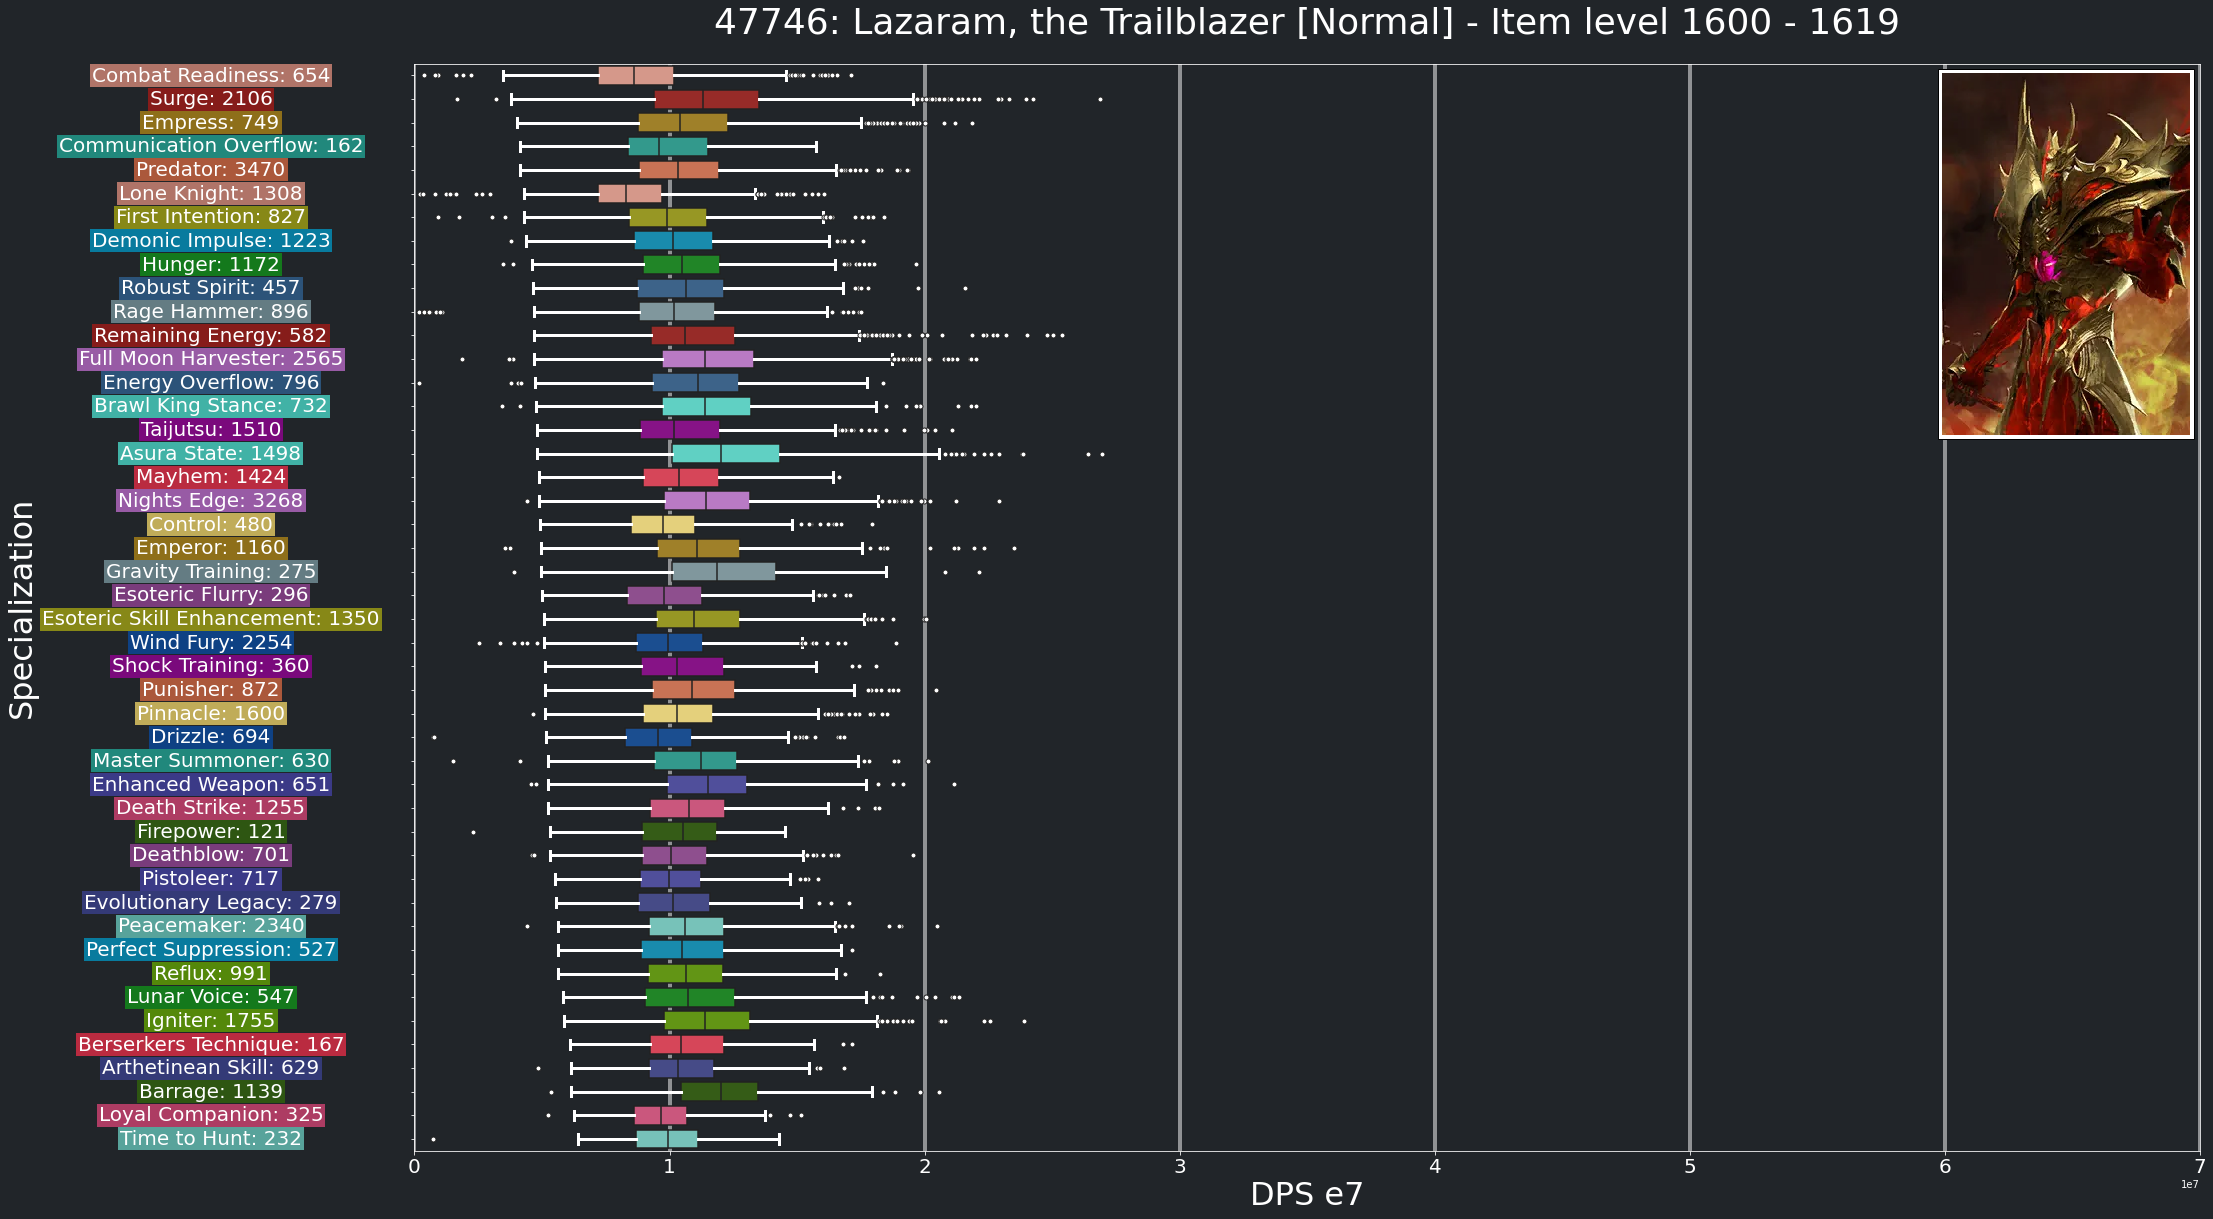 47746: Lazaram, the Trailblazer [Normal] - Item level 1600 - 1619
Combat Readiness: 654
Surge: 2106
Empress: 749
Communication Overflow: 162
Predator: 3470
Lone Knight: 1308
First Intention: 827
Demonic Impulse: 1223
Hunger: 1172
Robust Spirit: 457
Rage Hammer: 896
Remaining Energy: 582
Full Moon Harvester: 2565
Energy Overflow: 796
Brawl King Stance: 732
Taijutsu: 1510
Asura State: 1498
Mayhem: 1424
Nights Edge: 3268
Control: 480
Emperor: 1160
Gravity Training: 275
Esoteric Flurry: 296
Esoteric Skill Enhancement: 1350
Wind Fury: 2254
Shock Training: 360
Punisher: 872
Pinnacle: 1600
Drizzle: 694
Master Summoner: 630
Enhanced Weapon: 651
Death Strike: 1255
Firepower: 121
Deathblow: 701
Pistoleer: 717
Evolutionary Legacy: 279
Peacemaker: 2340
Perfect Suppression: 527
Reflux: 991
Lunar Voice: 547
Igniter: 1755
Berserkers Technique: 167
Arthetinean Skill: 629
Barrage: 1139
Loyal Companion: 325
Time to Hunt: 232
Specialization
0 1 2 3 4 5 6 7
1e7
DPS e7